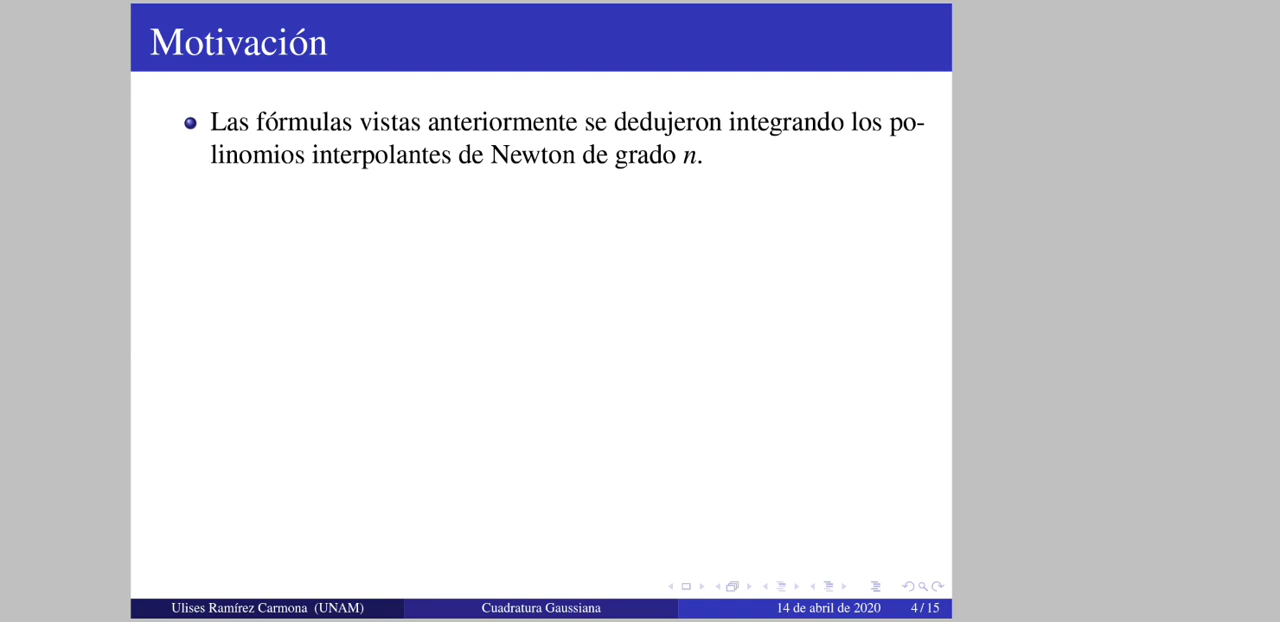 Motivación
Las fórmulas vistas anteriormente se dedujeron integrando los po-
linomios interpolantes de Newton de grado n.
Ulises Ramírez Carmona (UNAM) Cuadratura Gaussiana 14 de abril de 2020 4 / 15